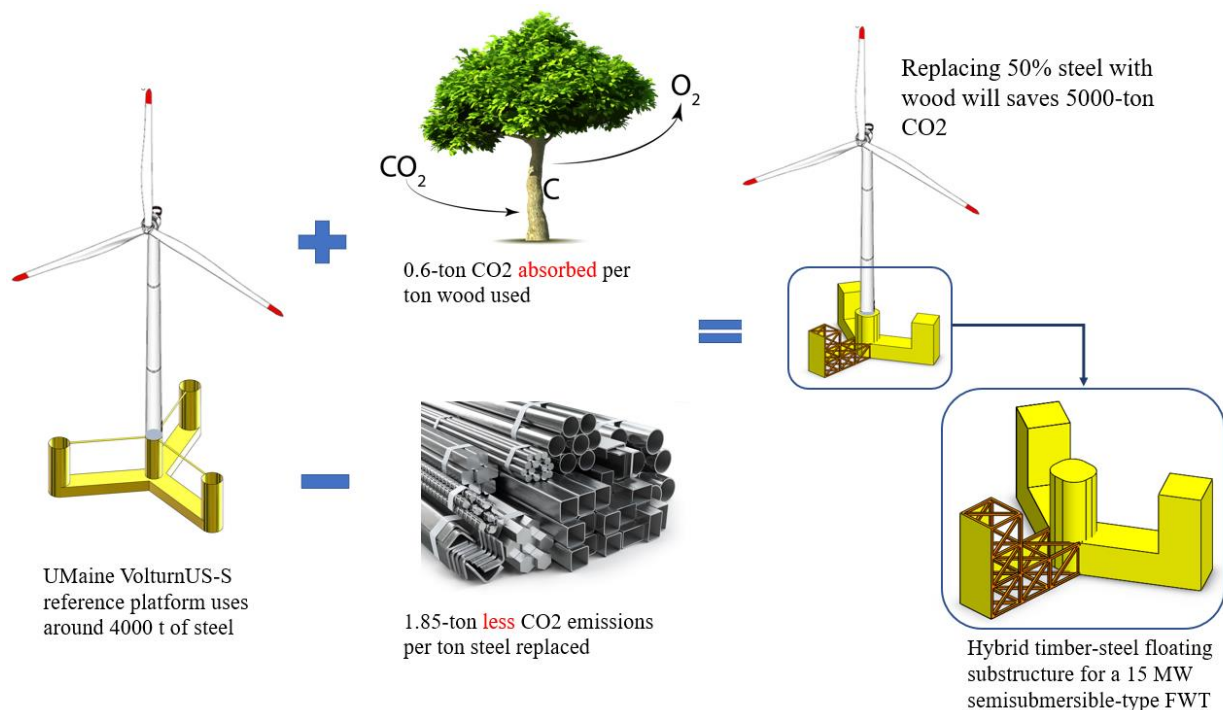 UMaine VolturnUS-S
reference platform uses
around 4000 t of steel
CO2
O2
C
0.6-ton CO2 absorbed per
ton wood used
1.85-ton less CO2 emissions
per ton steel replaced
Replacing 50% steel with
wood will saves 5000-ton
CO2
Hybrid timber-steel floating
substructure for a 15 MW
semisubmersible-type FWT